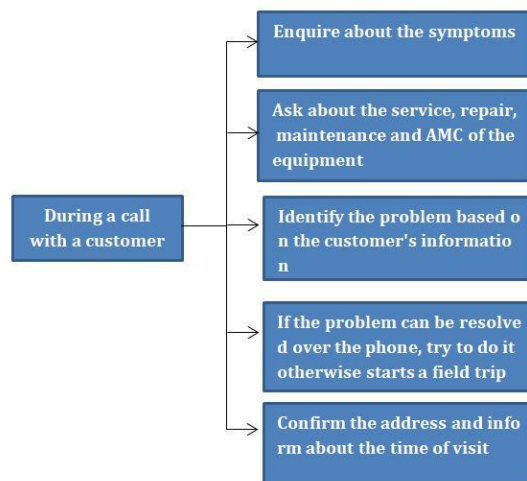 Enquire about the symptoms
Ask about the service, repair,
maintenance and AMC of the
equipment
During a call
with a customer
Identify the problem based o
n the customer's informatio
n
If the problem can be resolve
d over the phone, try to do it
otherwise starts a field trip
Confirm the address and info
rm about the time of visit